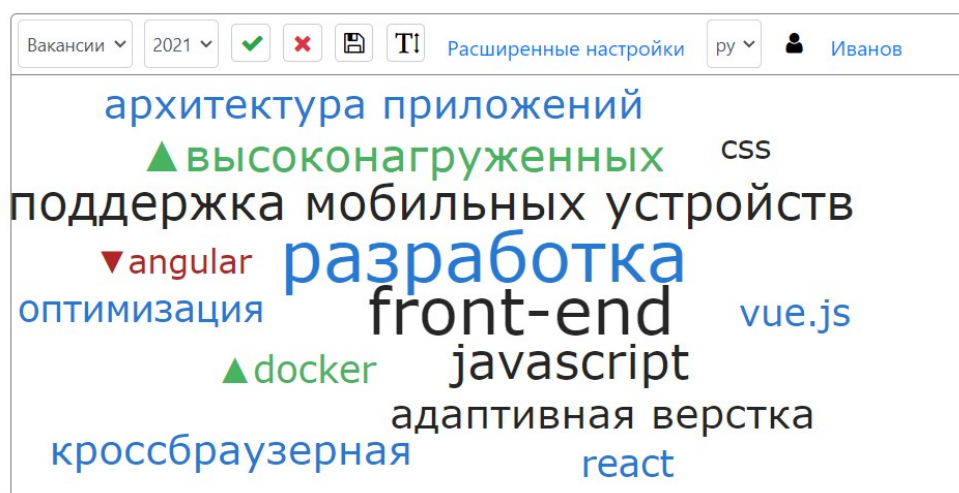 Вакансии 2021 Расширенные настройки ру Иванов
архитектура приложений
▲высоконагруженных css
поддержка мобильных устройств
▼angular разработка
оптимизация front-end vue.js
▲docker javascript
адаптивная верстка
кроссбраузерная react